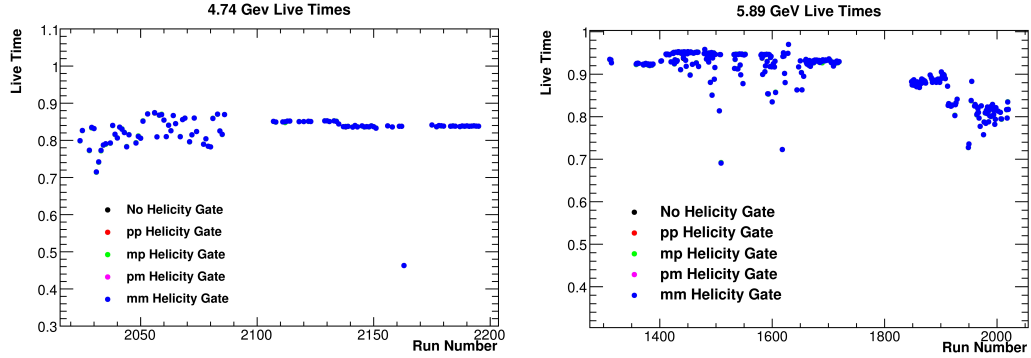 4.74 Gev Live Times
Live Time
1.1
1
0.9
0.8
0.7
0.6
0.5
0.4
0.3
No Helicity Gate
pp Helicity Gate
mp Helicity Gate
pm Helicity Gate
mm Helicity Gate
2050 2100 2150 2200
Run Number
5.89 GeV Live Times
Live Time
1
0.9
0.8
0.7
0.6
0.5
0.4
No Helicity Gate
pp Helicity Gate
mp Helicity Gate
pm Helicity Gate
mm Helicity Gate
1400 1600 1800 2000
Run Number